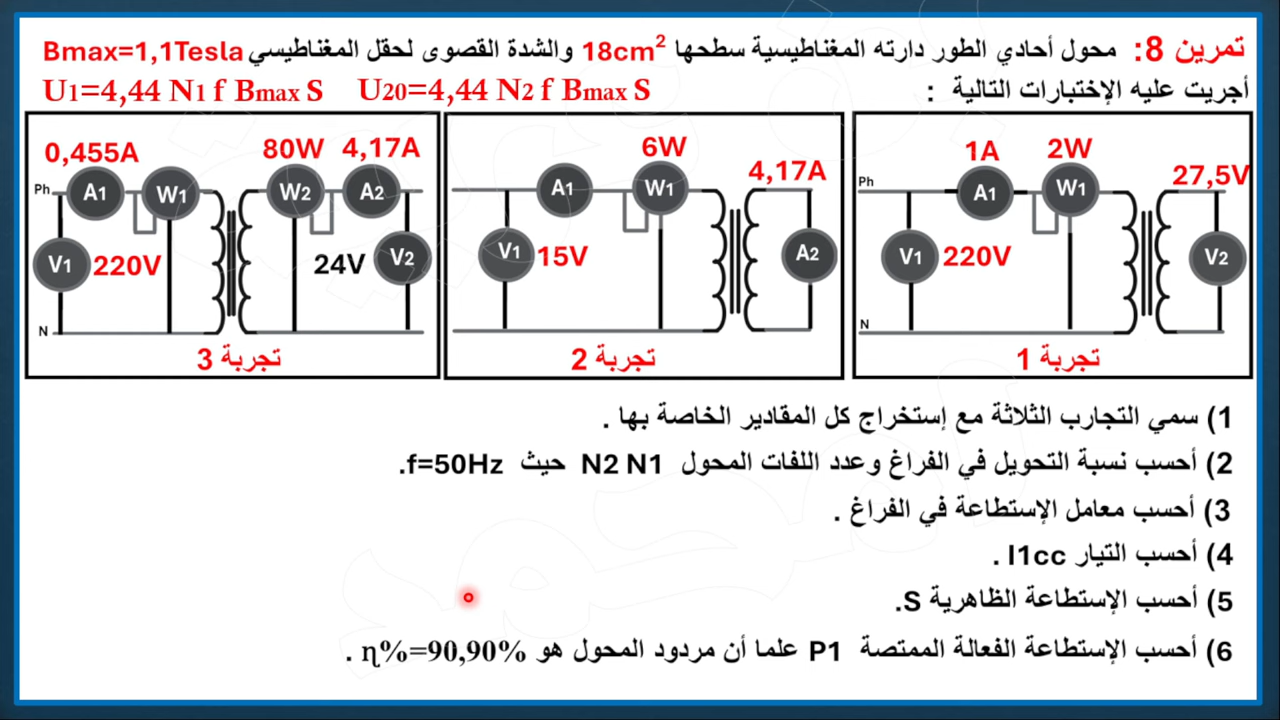 تمرين 8: محول أحادي الطور دارته المغناطيسية سطحها 18cm² والشدة القصوى لحقل المغناطيسي Bmax=1,1Tesla
أجريت عليه الإختبارات التالية : U20=4,44 N2 f Bmax S U1=4,44 N1 f Bmax S
1A 2W 27,5V
Ph A1 W1
V1 220V V2
N
تجربة 1
6W 4,17A
A1 W1
V1 15V A2
تجربة 2
0,455A 80W 4,17A
Ph A1 W1 W2 A2
V1 220V 24V V2
N
تجربة 3
1) سمي التجارب الثلاثة مع إستخراج كل المقادير الخاصة بها .
2) أحسب نسبة التحويل في الفراغ وعدد اللفات المحول N2 N1 حيث f=50Hz.
3) أحسب معامل الإستطاعة في الفراغ .
4) أحسب التيار I1cc .
5) أحسب الإستطاعة الظاهرية S.
6) أحسب الإستطاعة الفعالة الممتصة P1 علما أن مردود المحول هو η%=90,90% .